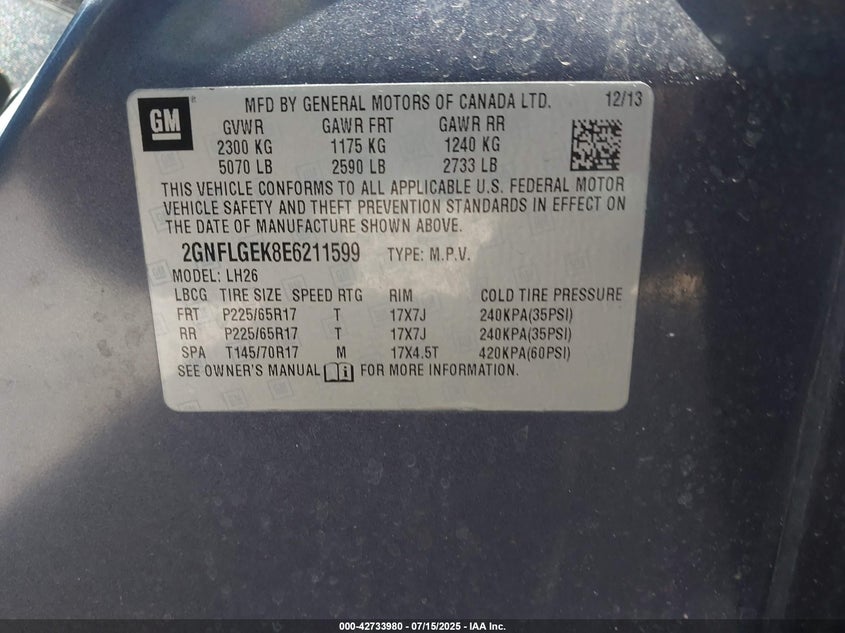 GM
MFD BY GENERAL MOTORS OF CANADA LTD. 12/13
GVWR GAWR FRT GAWR RR
2300 KG 1175 KG 1240 KG
5070 LB 2590 LB 2733 LB
THIS VEHICLE CONFORMS TO ALL APPLICABLE U.S. FEDERAL MOTOR
VEHICLE SAFETY AND THEFT PREVENTION STANDARDS IN EFFECT ON
THE DATE OF MANUFACTURE SHOWN ABOVE.
2GNFLGEK8E6211599 TYPE: M.P.V.
MODEL: LH26
LBCG TIRE SIZE SPEED RTG RIM COLD TIRE PRESSURE
FRT P225/65R17 T 17X7J 240KPA(35PSI)
RR P225/65R17 T 17X7J 240KPA(35PSI)
SPA T145/70R17 M 17X4.5T 420KPA(60PSI)
SEE OWNER'S MANUAL i FOR MORE INFORMATION.
000-42733980 - 07/15/2025 - IAA Inc.